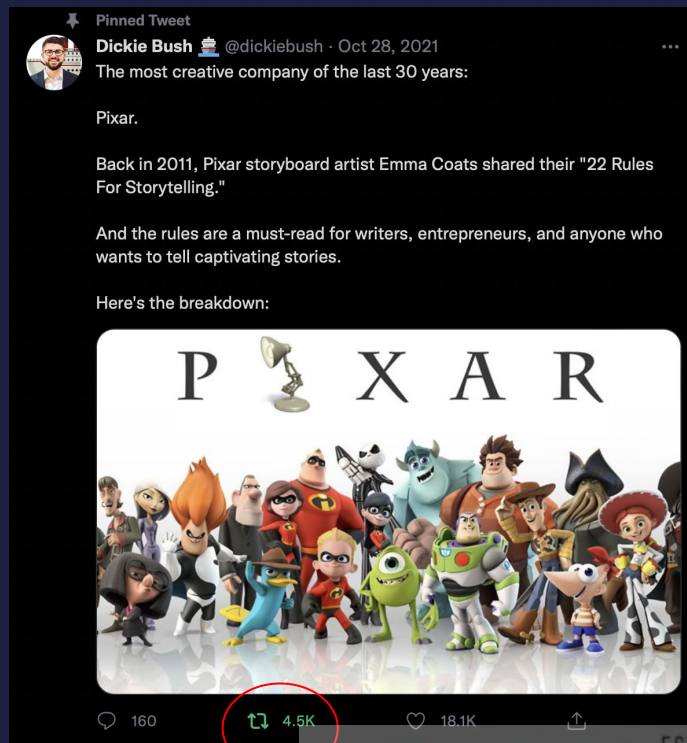 Pinned Tweet
Dickie Bush @dickiebush · Oct 28, 2021
The most creative company of the last 30 years:
Pixar.
Back in 2011, Pixar storyboard artist Emma Coats shared their "22 Rules
For Storytelling."
And the rules are a must-read for writers, entrepreneurs, and anyone who
wants to tell captivating stories.
Here's the breakdown:
P XAR
160 4.5K 18.1K